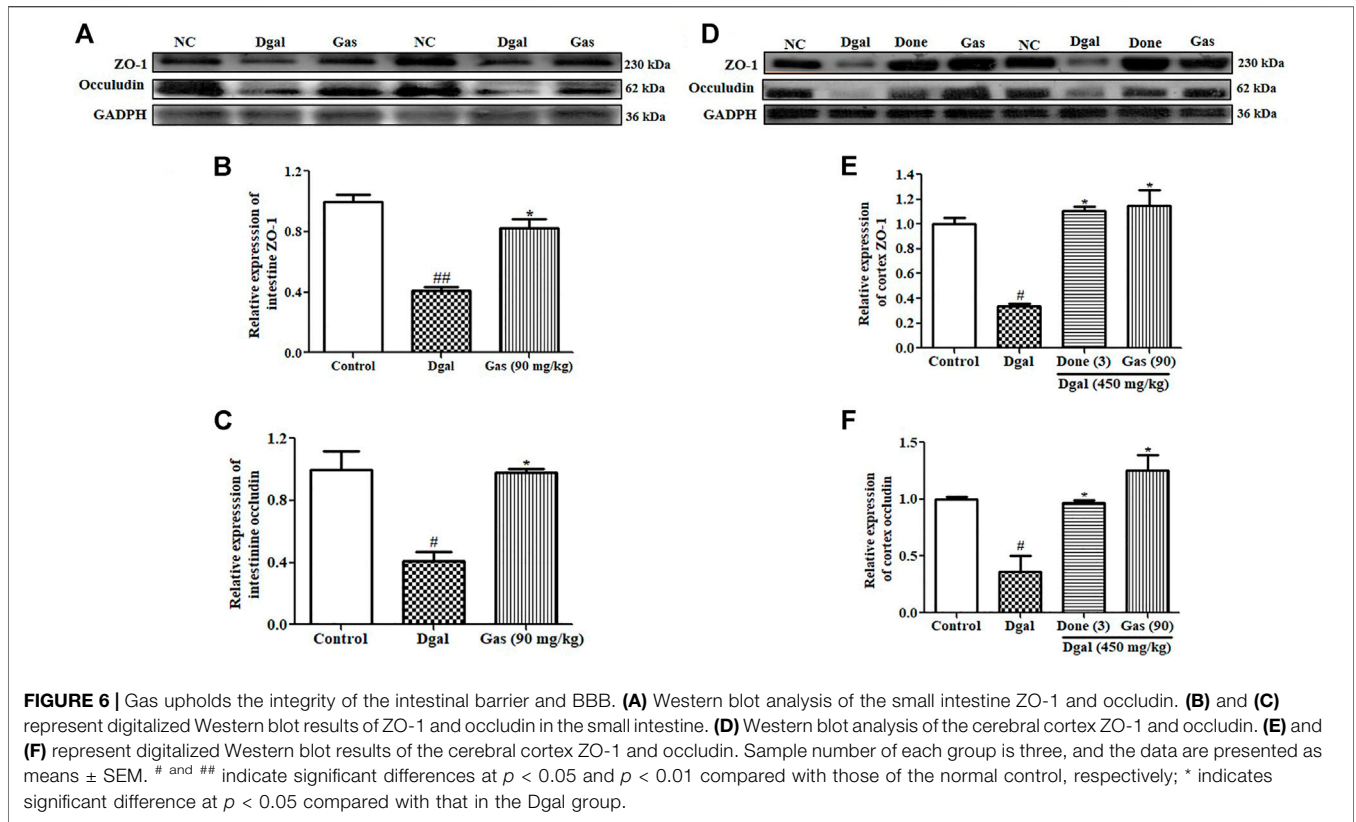 A
NC Dgal Gas NC Dgal Gas
ZO-1 230 kDa
Occuludin 62 kDa
GADPH 36 kDa
D
NC Dgal Done Gas NC Dgal Done Gas
ZO-1 230 kDa
Occuludin 62 kDa
GADPH 36 kDa
B
Relative expresssion of
intestine ZO-1
1.2
0.8
0.4
0.0
##
*
Control Dgal Gas (90 mg/kg)
E
Relative expresssion
of cortex ZO-1
1.4
1.2
1.0
0.8
0.6
0.4
0.2
0.0
#
*
*
Control Dgal Done (3) Gas (90)
Dgal (450 mg/kg)
C
Relative expression of
intestinine occludin
1.2
0.8
0.4
0.0
#
*
Control Dgal Gas (90 mg/kg)
F
Relative expression
of cortex occludin
1.5
1.0
0.5
0.0
#
*
*
Control Dgal Done (3) Gas (90)
Dgal (450 mg/kg)
FIGURE 6 | Gas upholds the integrity of the intestinal barrier and BBB. (A) Western blot analysis of the small intestine ZO-1 and occludin. (B) and (C)
represent digitalized Western blot results of ZO-1 and occludin in the small intestine. (D) Western blot analysis of the cerebral cortex ZO-1 and occludin. (E) and
(F) represent digitalized Western blot results of the cerebral cortex ZO-1 and occludin. Sample number of each group is three, and the data are presented as
means ± SEM. # and ## indicate significant differences at p < 0.05 and p < 0.01 compared with those of the normal control, respectively; * indicates
significant difference at p < 0.05 compared with that in the Dgal group.